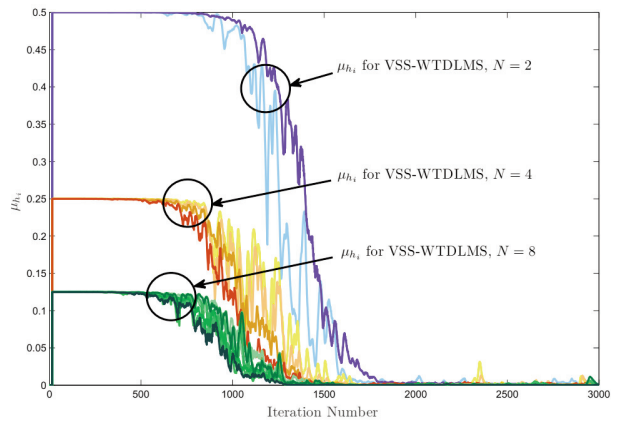 0.5
0.45
0.4
0.35
0.3
0.25
0.2
0.15
0.1
0.05
0
μ_{h_i}
μ_{h_i} for VSS-WTDLMS, N = 2
μ_{h_i} for VSS-WTDLMS, N = 4
μ_{h_i} for VSS-WTDLMS, N = 8
0 500 1000 1500 2000 2500 3000
Iteration Number